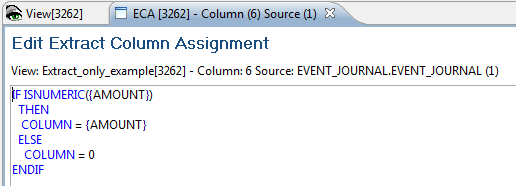 View[3262] ECA [3262] - Column (6) Source (1)
Edit Extract Column Assignment
View: Extract_only_example[3262] - Column: 6 Source: EVENT_JOURNAL.EVENT_JOURNAL (1)
IF ISNUMERIC({AMOUNT})
THEN
COLUMN = {AMOUNT}
ELSE
COLUMN = 0
ENDIF